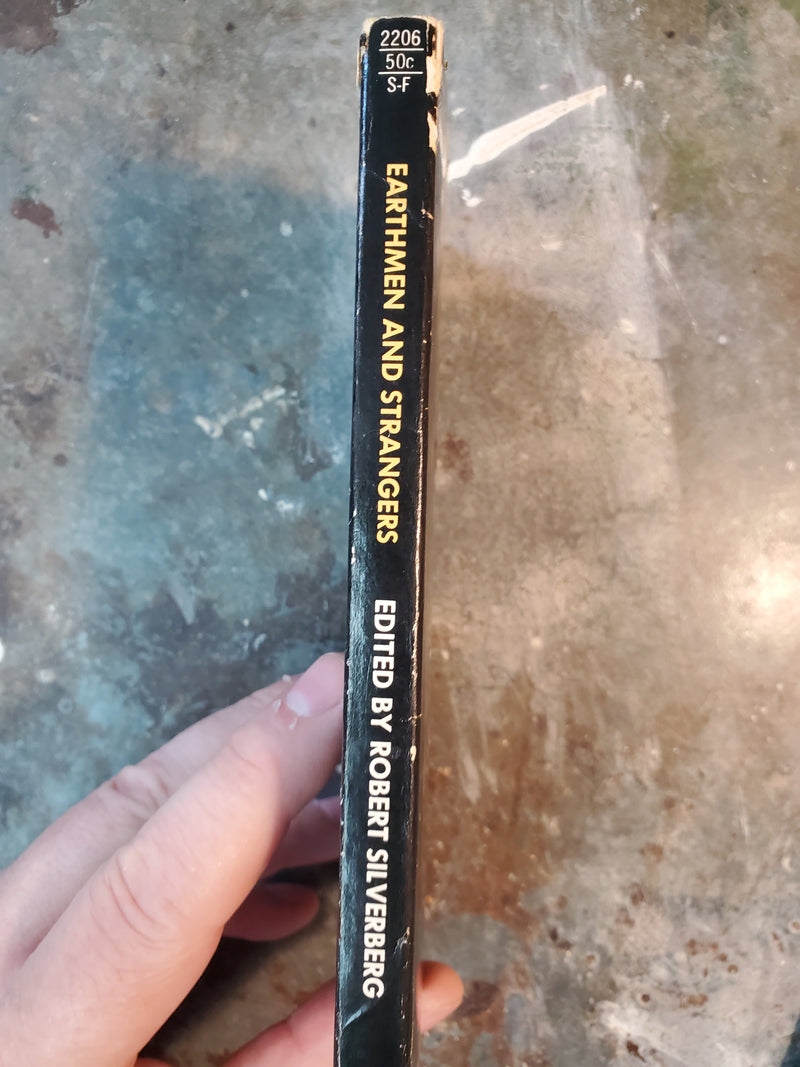 2206
50c
S-F
EARTHMEN AND STRANGERS
EDITED BY ROBERT SILVERBERG